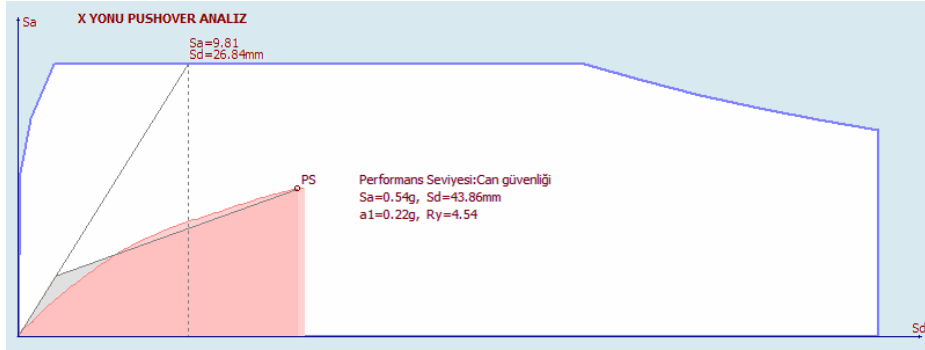 Sa
X YONU PUSHOVER ANALIZ
Sa=9.81
Sd=26.84mm
PS
Performans Seviyesi:Can güvenliği
Sa=0.54g, Sd=43.86mm
a1=0.22g, Ry=4.54
Sd